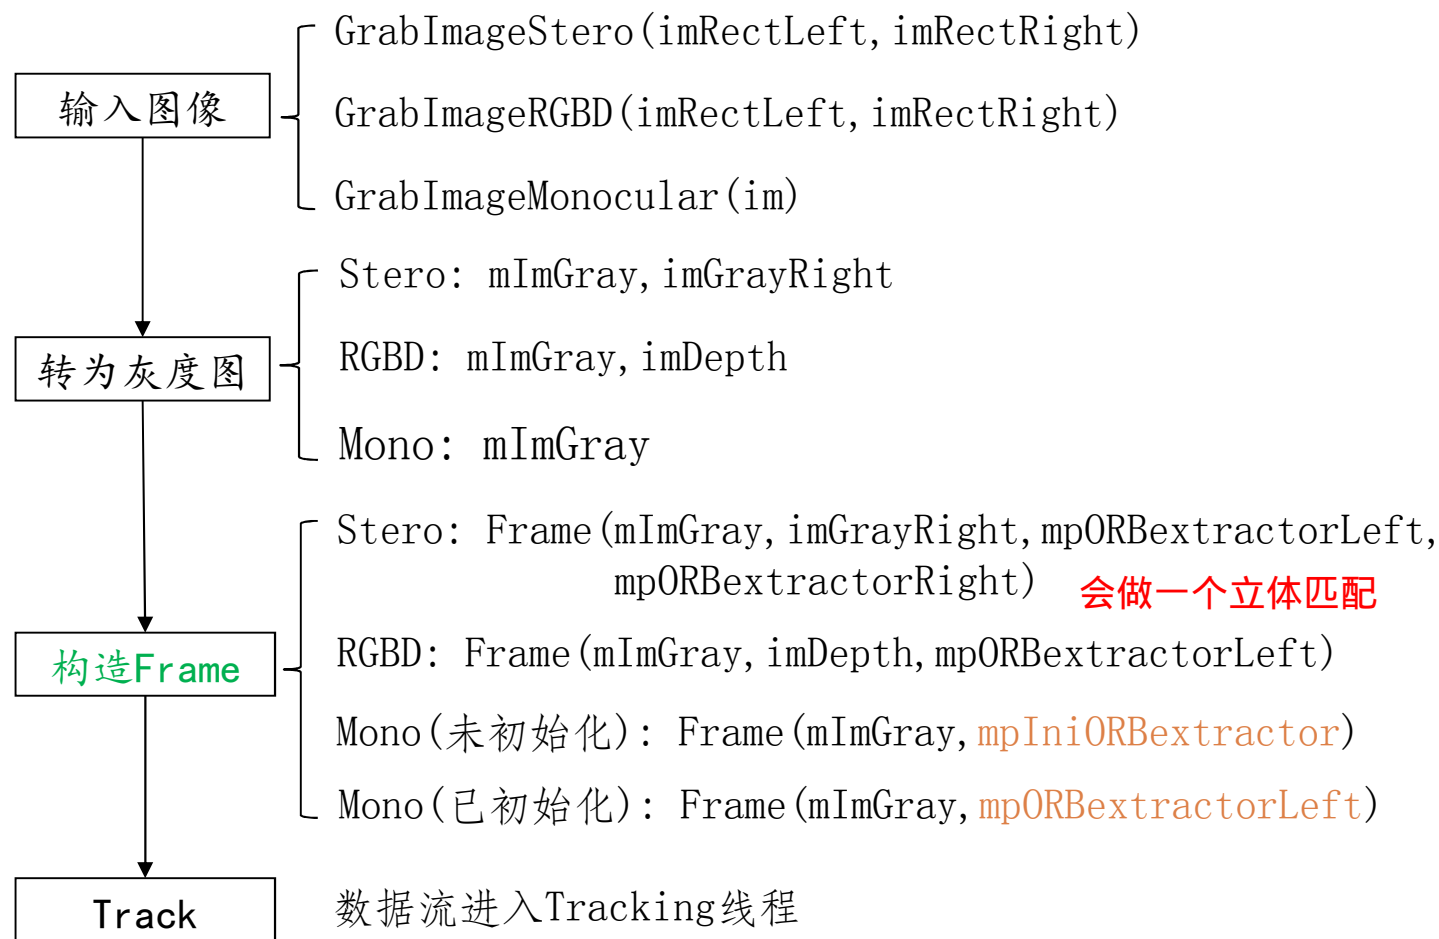 输入图像
GrabImageStero(imRectLeft,imRectRight)
GrabImageRGBD(imRectLeft,imRectRight)
GrabImageMonocular(im)
转为灰度图
Stero: mImGray,imGrayRight
RGBD: mImGray,imDepth
Mono: mImGray
构造Frame
Stero: Frame(mImGray,imGrayRight,mpORBextractorLeft,
mpORBextractorRight) 会做一个立体匹配
RGBD: Frame(mImGray,imDepth,mpORBextractorLeft)
Mono(未初始化): Frame(mImGray,mpIniORBextractor)
Mono(已初始化): Frame(mImGray,mpORBextractorLeft)
Track
数据流进入Tracking线程